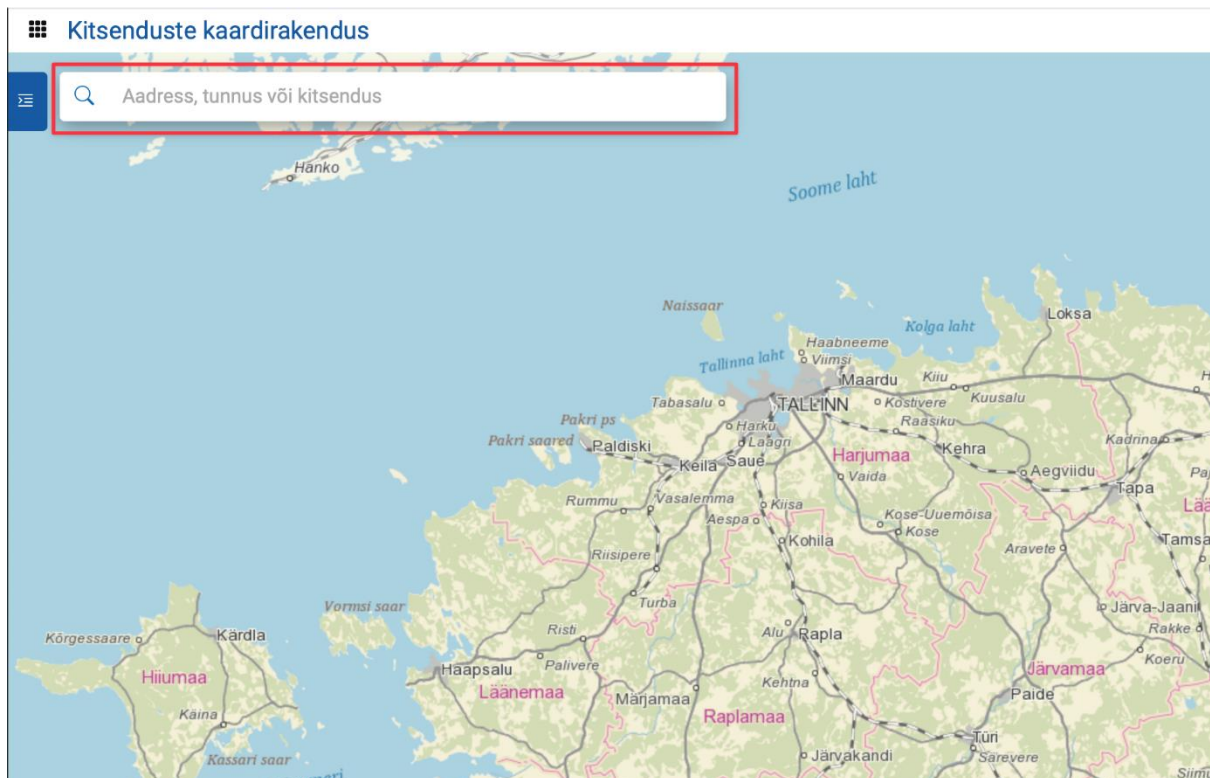 Kitsenduste kaardirakendus
Aadress, tunnus või kitsendus
Hanko
Soome laht
Naissaar
Loksa
Kolga laht
Haabneeme
Tallinna laht
Viimsi
Maardu
Kiiu
Kuusalu
Tabasalu
TALLINN
Kostivere
Pakri ps
Harku
Raasiku
Pakri saared
Paldiski
Laagri
Kehra
Kadrina
Keila
Saue
Harjumaa
Aegviidu
Vaida
Tapa
Rummu
Vasalemma
Kiisa
Kose-Uuemõisa
Aespa
Kose
Kohila
Aravete
Tamsa
Riisipere
Vormsi saar
Turba
Järva-Jaani
Kõrgessaare
Kärdla
Risti
Alu
Rapla
Rakke
Haapsalu
Palivere
Koeru
Hiiumaa
Läänemaa
Kehtna
Järvamaa
Märjamaa
Paide
Käina
Raplamaa
Türi
Kassari saar
Järvakandi
Särevere